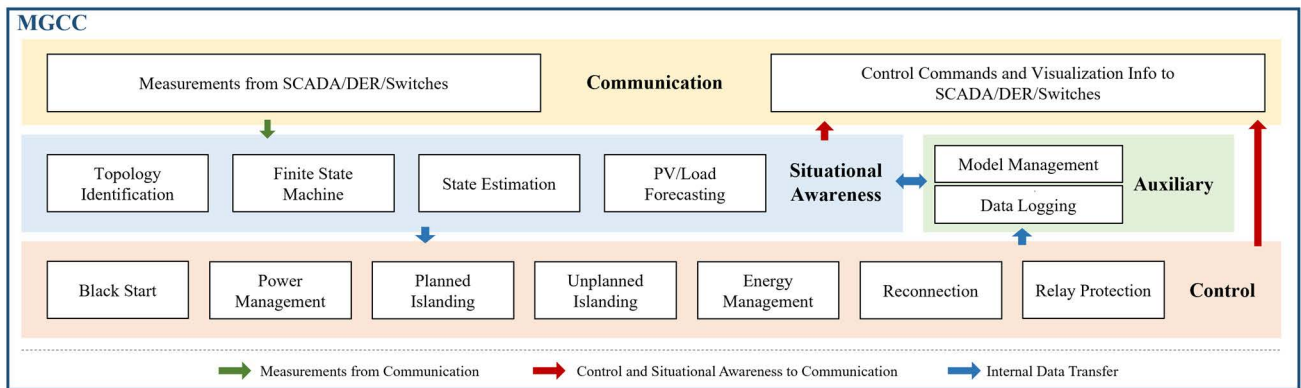 MGCC
Measurements from SCADA/DER/Switches
Communication
Control Commands and Visualization Info to
SCADA/DER/Switches
Topology
Identification
Finite State
Machine
State Estimation
PV/Load
Forecasting
Situational
Awareness
Model Management
Data Logging
Auxiliary
Black Start
Power
Management
Planned
Islanding
Unplanned
Islanding
Energy
Management
Reconnection
Relay Protection
Control
Measurements from Communication
Control and Situational Awareness to Communication
Internal Data Transfer